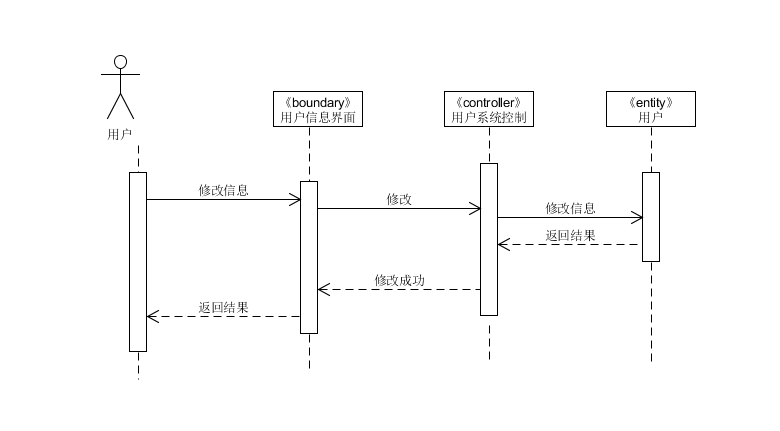 用户
《boundary》
用户信息界面
《controller》
用户系统控制
《entity》
用户
修改信息
修改
修改信息
返回结果
修改成功
返回结果